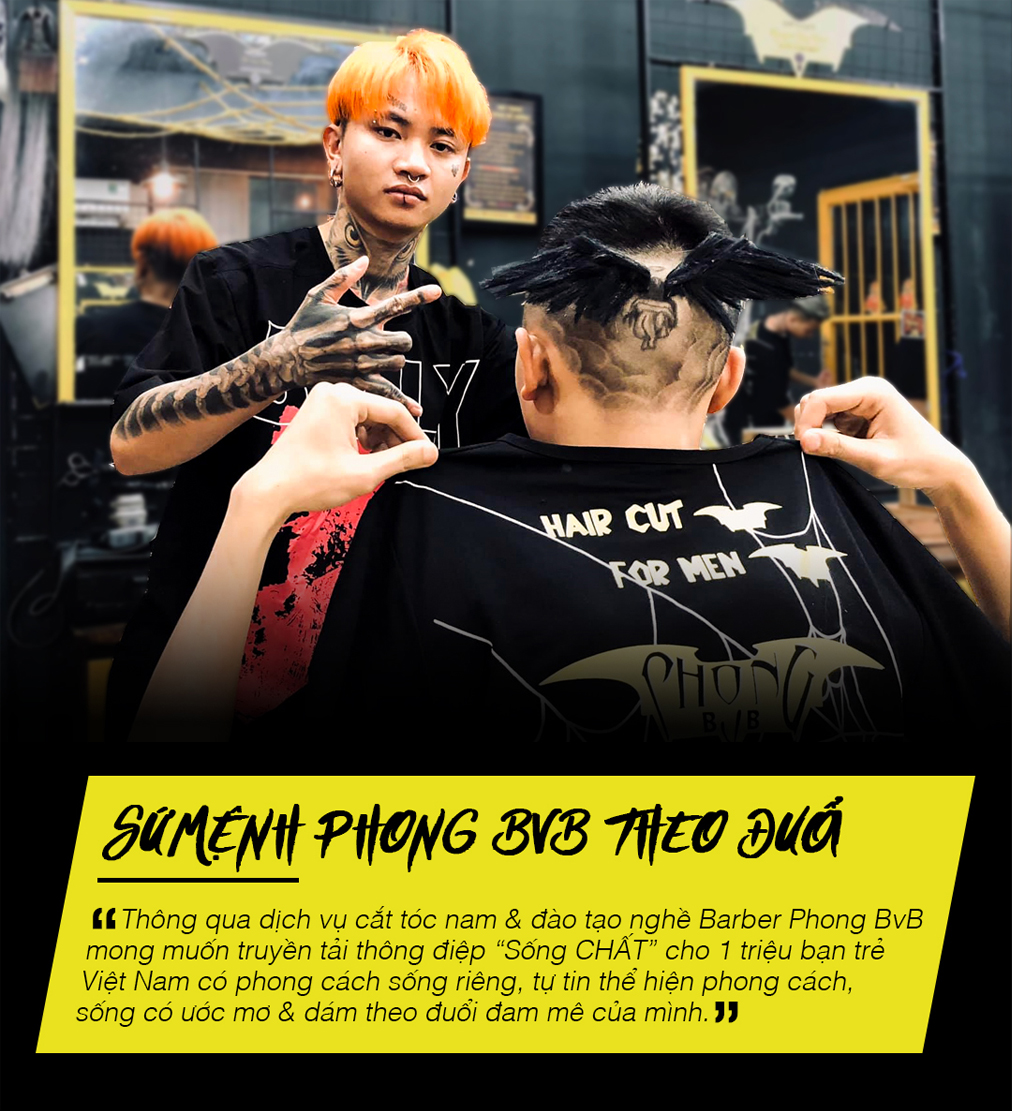 HAIR CUT
FOR MEN
PHONG
BVB
SỨ MỆNH PHONG BVB THEO ĐUỔI
“Thông qua dịch vụ cắt tóc nam & đào tạo nghề Barber Phong BvB
mong muốn truyền tải thông điệp “Sống CHẤT” cho 1 triệu bạn trẻ
Việt Nam có phong cách sống riêng, tự tin thể hiện phong cách,
sống có ước mơ & dám theo đuổi đam mê của mình.”